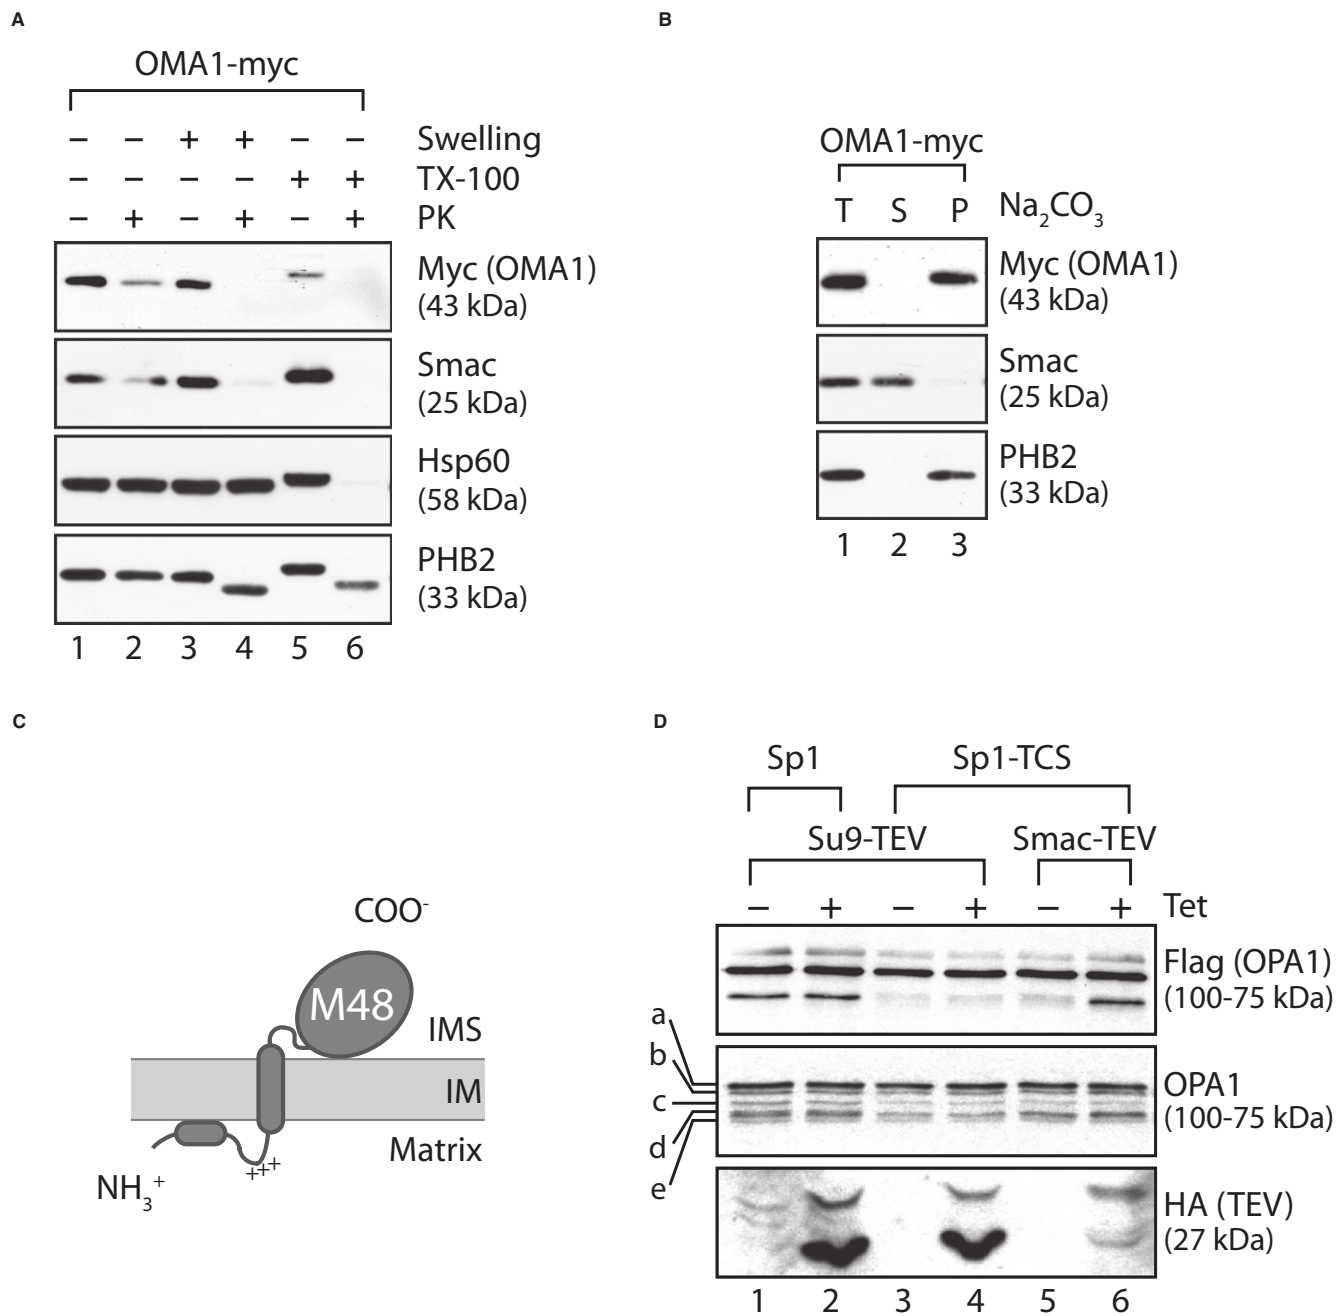 A
OMA1-myc
− − + + − − Swelling
− − − − + + TX-100
− + − + − + PK
Myc (OMA1)
(43 kDa)
Smac
(25 kDa)
Hsp60
(58 kDa)
PHB2
(33 kDa)
1 2 3 4 5 6
B
OMA1-myc
T S P Na₂CO₃
Myc (OMA1)
(43 kDa)
Smac
(25 kDa)
PHB2
(33 kDa)
1 2 3
C
COO⁻
M48
IMS
IM
Matrix
+++
NH₃⁺
D
Sp1 Sp1-TCS
Su9-TEV Smac-TEV
− + − + − + Tet
Flag (OPA1)
(100-75 kDa)
a
b
c
d
e
OPA1
(100-75 kDa)
HA (TEV)
(27 kDa)
1 2 3 4 5 6